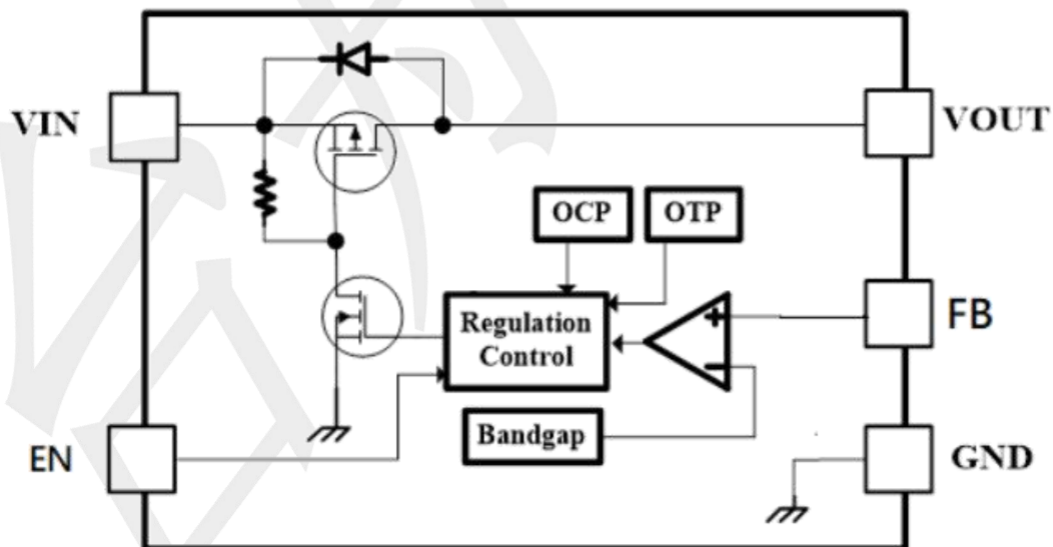 VIN
VOUT
OCP
OTP
Regulation
Control
+
−
FB
Bandgap
EN
GND